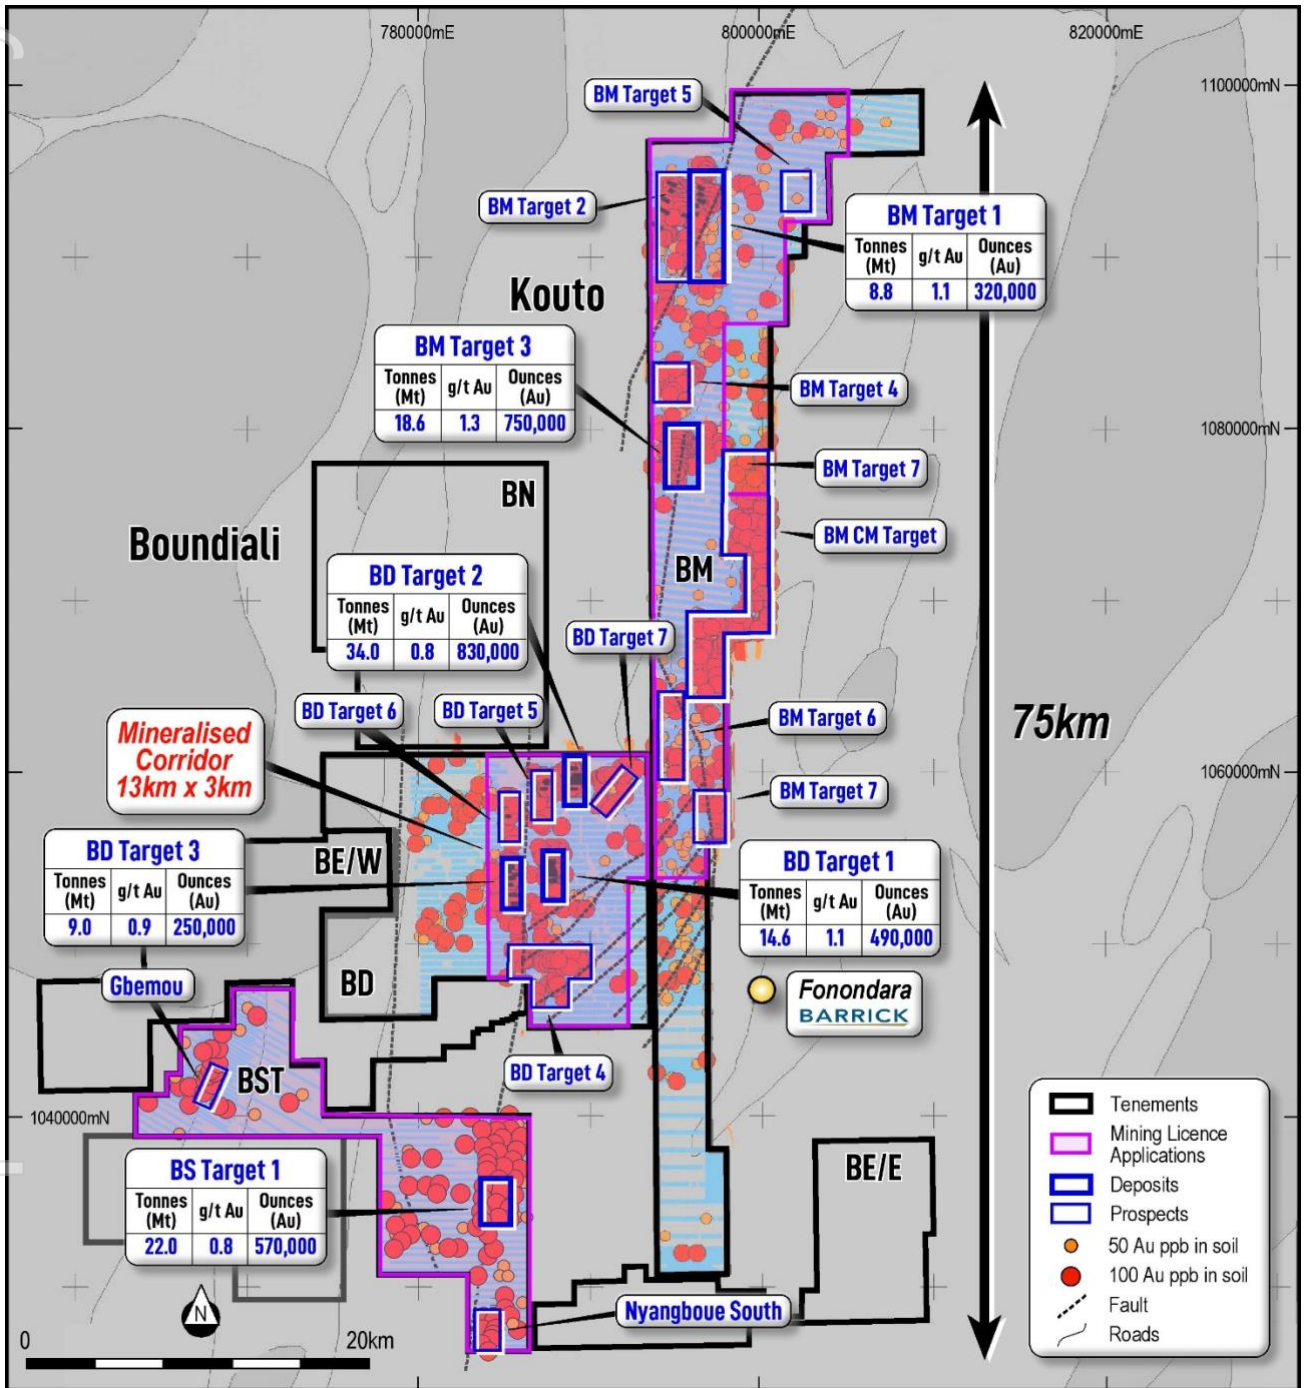 780000mE
800000mE
820000mE
1100000mN
BM Target 5
BM Target 2
BM Target 1
Tonnes (Mt) g/t Au Ounces (Au)
8.8 1.1 320,000
Kouto
BM Target 3
Tonnes (Mt) g/t Au Ounces (Au)
18.6 1.3 750,000
BM Target 4
1080000mN
BM Target 7
BN
BM CM Target
Boundiali
BM
BD Target 2
Tonnes (Mt) g/t Au Ounces (Au)
34.0 0.8 830,000
BD Target 7
BD Target 6
BD Target 5
BM Target 6
75km
Mineralised
Corridor
13km x 3km
1060000mN
BM Target 7
BD Target 3
Tonnes (Mt) g/t Au Ounces (Au)
9.0 0.9 250,000
BE/W
BD Target 1
Tonnes (Mt) g/t Au Ounces (Au)
14.6 1.1 490,000
Gbemou
BD
Fonondara
BARRICK
BST
BD Target 4
1040000mN
BS Target 1
Tonnes (Mt) g/t Au Ounces (Au)
22.0 0.8 570,000
BE/E
Nyangboue South
N
0 20km
Tenements
Mining Licence
Applications
Deposits
Prospects
50 Au ppb in soil
100 Au ppb in soil
Fault
Roads